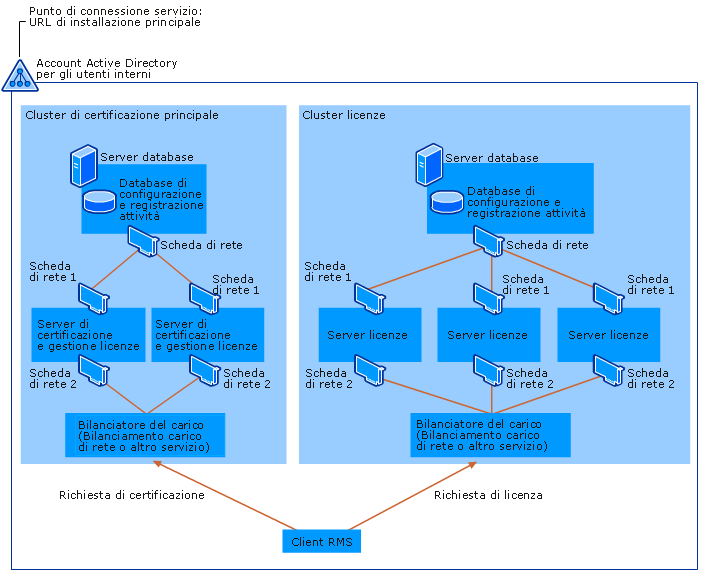 Punto di connessione servizio:
URL di installazione principale
Account Active Directory
per gli utenti interni
Cluster di certificazione principale
Server database
Database di
configurazione
e registrazione
attività
Scheda di rete
Scheda
di rete 1
Scheda
di rete 1
Server di
certificazione
e gestione licenze
Server di
certificazione
e gestione licenze
Scheda
di rete 2
Scheda
di rete 2
Bilanciatore del carico
(Bilanciamento carico
di rete o altro servizio)
Cluster licenze
Server database
Database di
configurazione e
registrazione attività
Scheda di rete
Scheda
di rete 1
Scheda
di rete 1
Scheda
di rete 1
Server licenze
Server licenze
Server licenze
Scheda
di rete 2
Scheda
di rete 2
Scheda
di rete 2
Bilanciatore del carico
(Bilanciamento carico
di rete o altro servizio)
Richiesta di certificazione
Richiesta di licenza
Client RMS